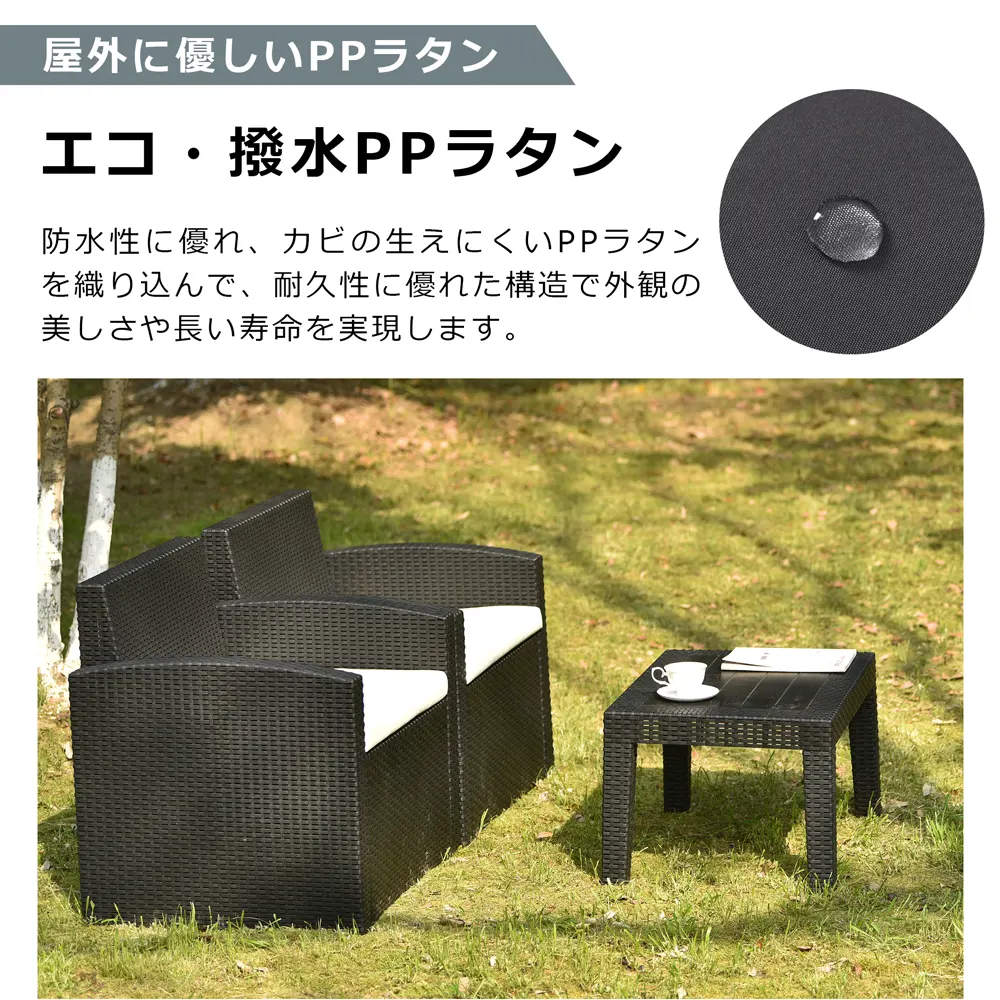 屋外に優しいPPラタン
エコ・撥水PPラタン
防水性に優れ、カビの生えにくいPPラタン
を織り込んで、耐久性に優れた構造で外観の
美しさや長い寿命を実現します。